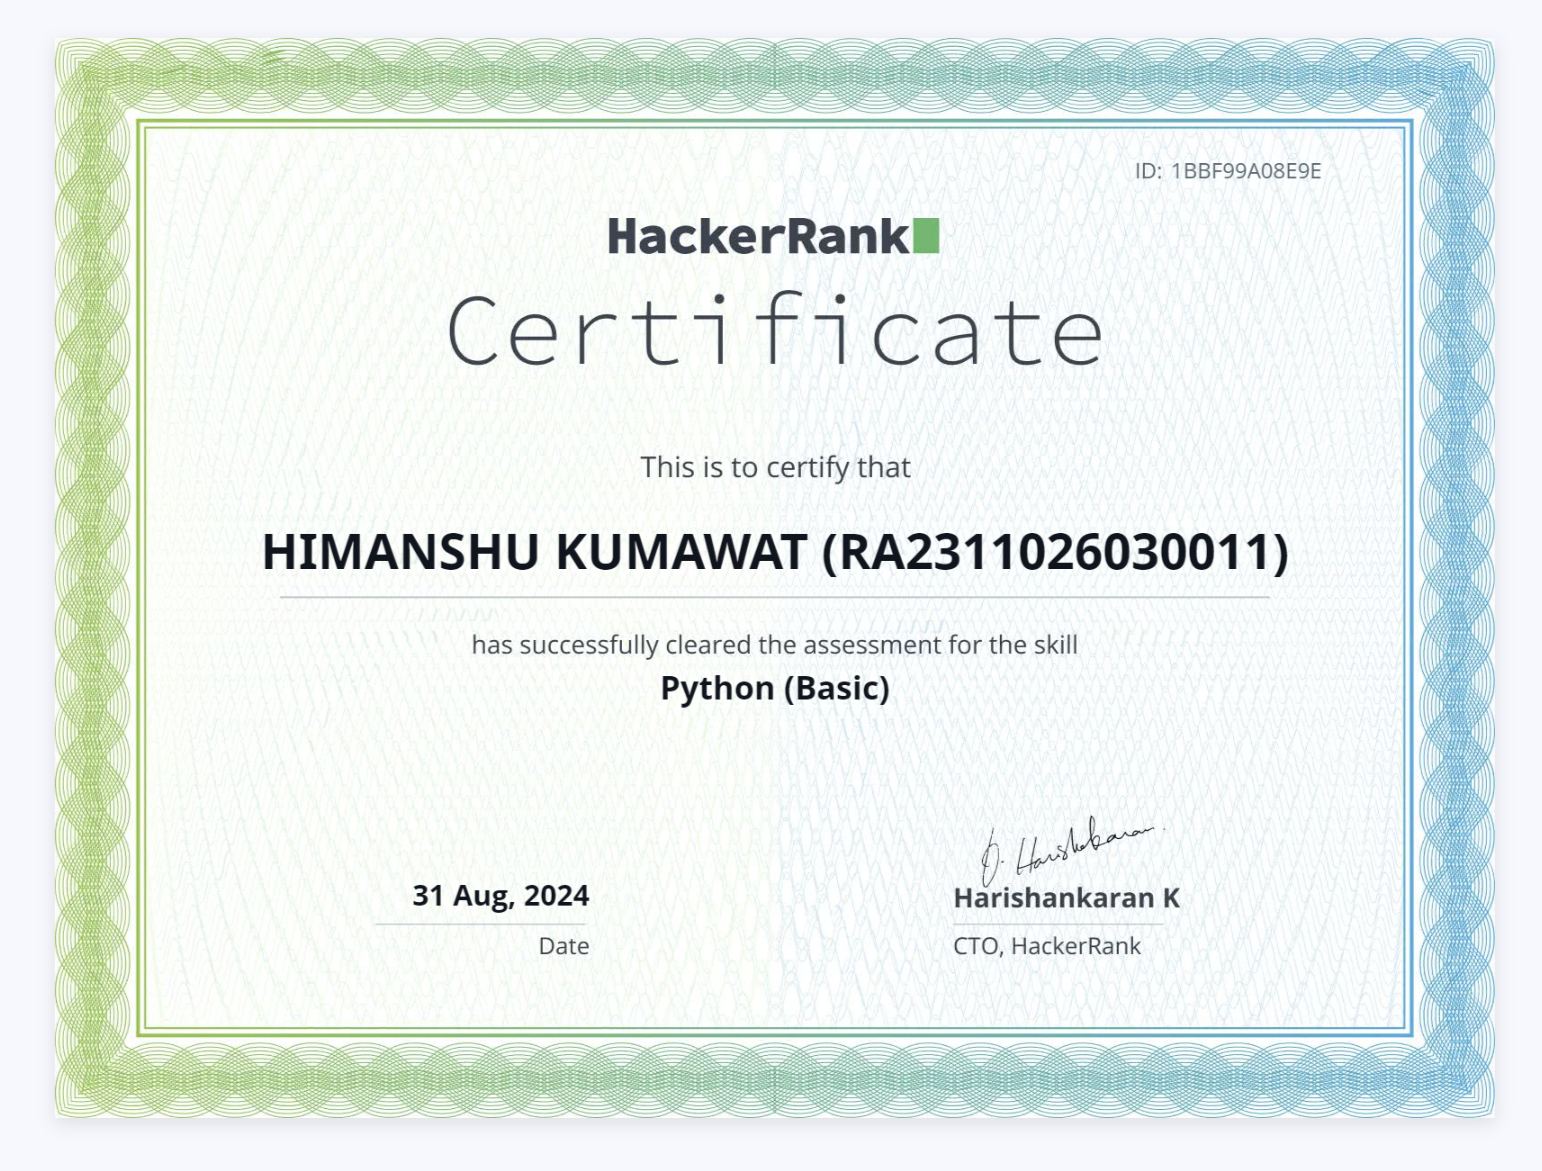 ID: 1BBF99A08E9E
HackerRank
Certificate
This is to certify that
HIMANSHU KUMAWAT (RA2311026030011)
has successfully cleared the assessment for the skill
Python (Basic)
J. Harishankaran
31 Aug, 2024
Harishankaran K
Date
CTO, HackerRank